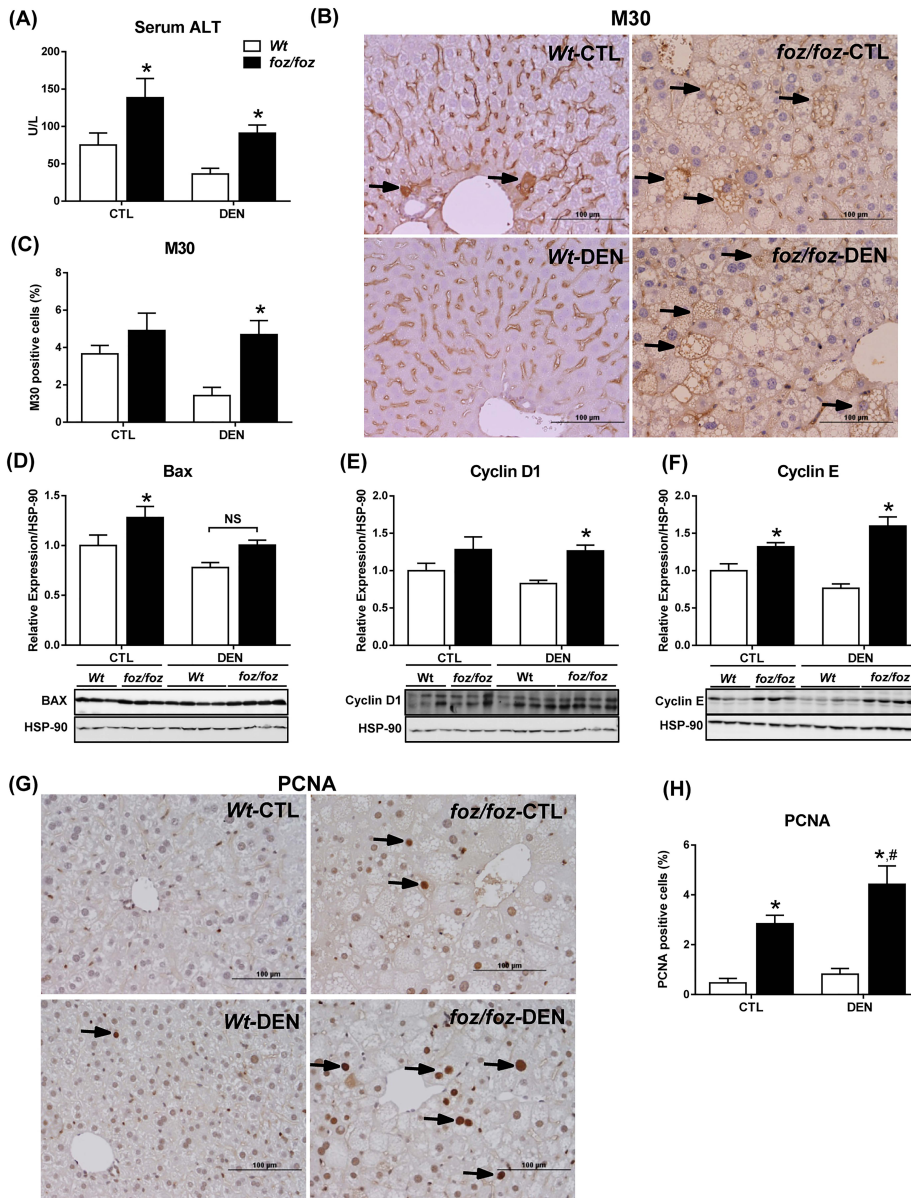 (A)
Serum ALT
Wt
foz/foz
U/L
200
150
100
50
0
*
*
CTL
DEN
(B)
M30
Wt-CTL
foz/foz-CTL
100 µm
100 µm
Wt-DEN
foz/foz-DEN
100 µm
100 µm
(C)
M30
M30 positive cells (%)
8
6
4
2
0
*
CTL
DEN
(D)
Bax
Relative Expression/HSP-90
1.5
1.0
0.5
0.0
*
NS
CTL
DEN
Wt
foz/foz
Wt
foz/foz
BAX
HSP-90
(E)
Cyclin D1
Relative Expression/HSP-90
2.0
1.5
1.0
0.5
0.0
*
CTL
DEN
Wt
foz/foz
Wt
foz/foz
Cyclin D1
HSP-90
(F)
Cyclin E
Relative Expression/HSP-90
2.0
1.5
1.0
0.5
0.0
*
*
CTL
DEN
Wt
foz/foz
Wt
foz/foz
Cyclin E
HSP-90
(G)
PCNA
Wt-CTL
foz/foz-CTL
100 µm
100 µm
Wt-DEN
foz/foz-DEN
100 µm
100 µm
(H)
PCNA
PCNA positive cells (%)
6
4
2
0
*
*,#
CTL
DEN